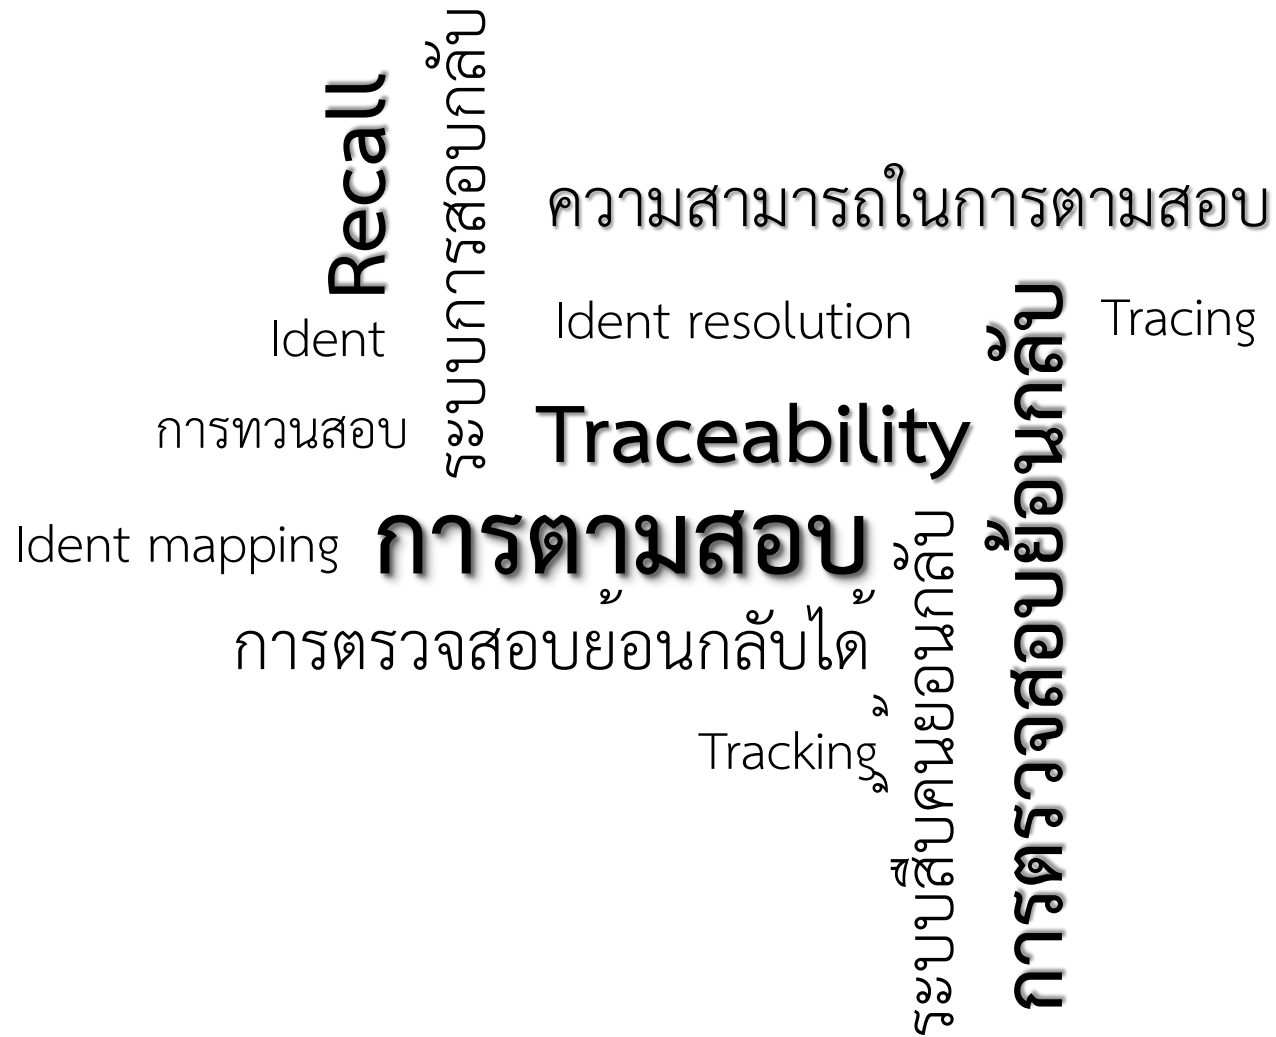 Recall
ระบบการสอบกลับ
ความสามารถในการตามสอบ
Ident
Ident resolution
Tracing
การทวนสอบ
Traceability
Ident mapping
การตามสอบ
การตรวจสอบย้อนกลับได้
Tracking
ระบบสืบค้นย้อนกลับ
การตรวจสอบย้อนกลับ